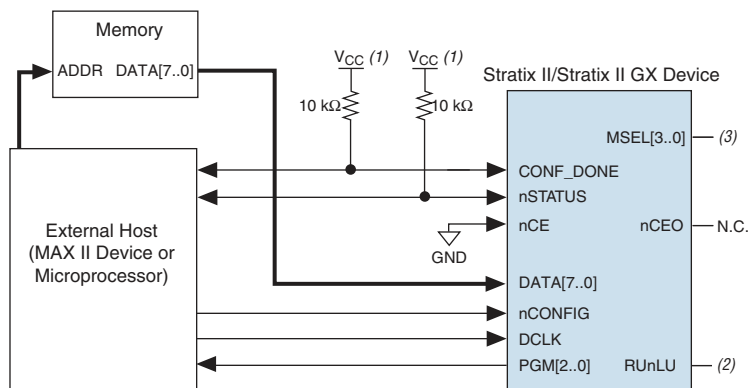 Memory
ADDR DATA[7..0]
VCC (1) VCC (1)
10 kΩ 10 kΩ
Stratix II/Stratix II GX Device
MSEL[3..0] (3)
CONF_DONE
nSTATUS
External Host
(MAX II Device or
Microprocessor)
nCE nCEO N.C.
GND
DATA[7..0]
nCONFIG
DCLK
PGM[2..0] RUnLU (2)